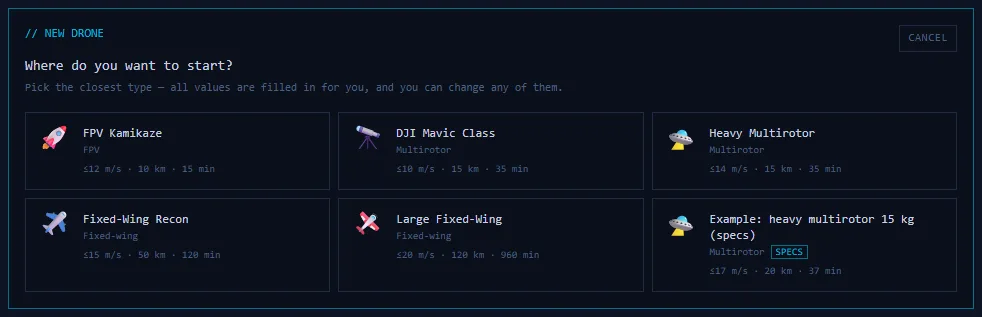 // NEW DRONE
CANCEL
Where do you want to start?
Pick the closest type — all values are filled in for you, and you can change any of them.
FPV Kamikaze
FPV
≤12 m/s · 10 km · 15 min
DJI Mavic Class
Multirotor
≤10 m/s · 15 km · 35 min
Heavy Multirotor
Multirotor
≤14 m/s · 15 km · 35 min
Fixed-Wing Recon
Fixed-wing
≤15 m/s · 50 km · 120 min
Large Fixed-Wing
Fixed-wing
≤20 m/s · 120 km · 960 min
Example: heavy multirotor 15 kg
(specs)
Multirotor SPECS
≤17 m/s · 20 km · 37 min